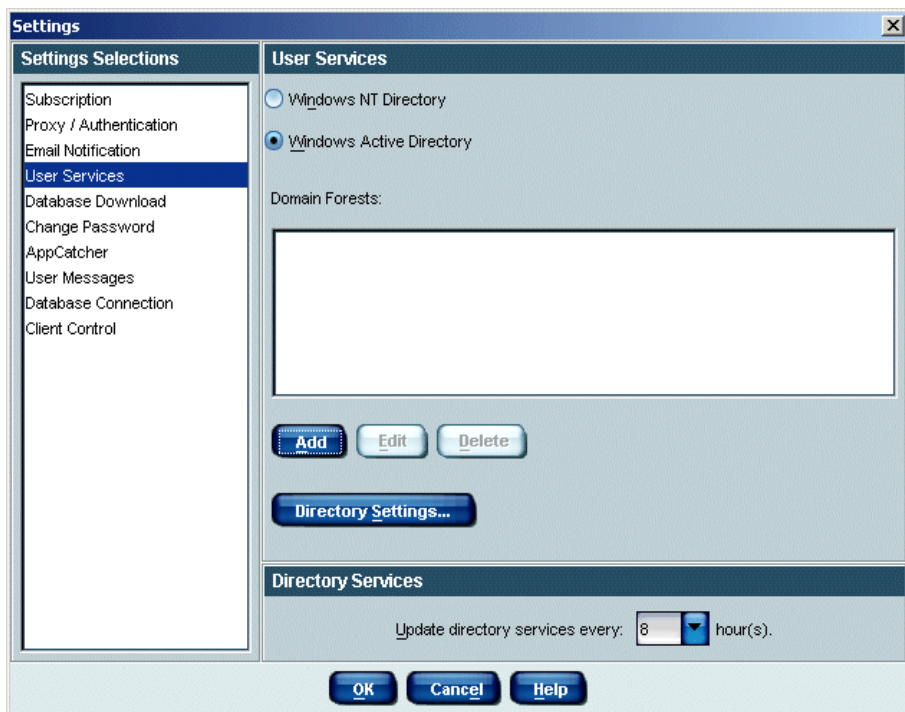 Settings
Settings Selections
Subscription
Proxy / Authentication
Email Notification
User Services
Database Download
Change Password
AppCatcher
User Messages
Database Connection
Client Control
User Services
Windows NT Directory
Windows Active Directory
Domain Forests:
Add Edit Delete
Directory Settings...
Directory Services
Update directory services every: 8 hour(s).
OK Cancel Help